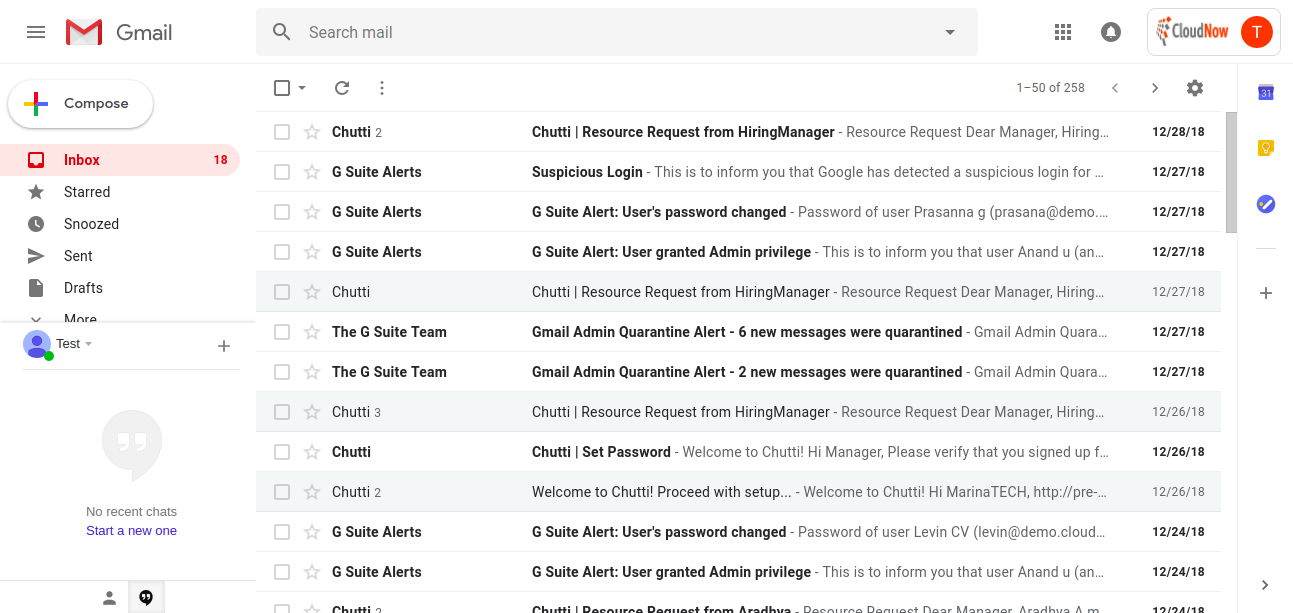 Gmail
Search mail
CloudNow
T
Compose
1–50 of 258
31
Inbox 18
Starred
Snoozed
Sent
Drafts
More
Test
No recent chats
Start a new one
Chutti 2 Chutti | Resource Request from HiringManager - Resource Request Dear Manager, Hiring... 12/28/18
G Suite Alerts Suspicious Login - This is to inform you that Google has detected a suspicious login for ... 12/27/18
G Suite Alerts G Suite Alert: User's password changed - Password of user Prasanna g (prasana@demo.... 12/27/18
G Suite Alerts G Suite Alert: User granted Admin privilege - This is to inform you that user Anand u (an... 12/27/18
Chutti Chutti | Resource Request from HiringManager - Resource Request Dear Manager, Hiring... 12/27/18
The G Suite Team Gmail Admin Quarantine Alert - 6 new messages were quarantined - Gmail Admin Quara... 12/27/18
The G Suite Team Gmail Admin Quarantine Alert - 2 new messages were quarantined - Gmail Admin Quara... 12/27/18
Chutti 3 Chutti | Resource Request from HiringManager - Resource Request Dear Manager, Hiring... 12/26/18
Chutti Chutti | Set Password - Welcome to Chutti! Hi Manager, Please verify that you signed up f... 12/26/18
Chutti 2 Welcome to Chutti! Proceed with setup... - Welcome to Chutti! Hi MarinaTECH, http://pre-... 12/26/18
G Suite Alerts G Suite Alert: User's password changed - Password of user Levin CV (levin@demo.cloud... 12/24/18
G Suite Alerts G Suite Alert: User granted Admin privilege - This is to inform you that user Anand u (an... 12/24/18
Chutti 2 Chutti | Resource Request from Aradhya - Resource Request Dear Manager, Aradhya A m... 12/24/18